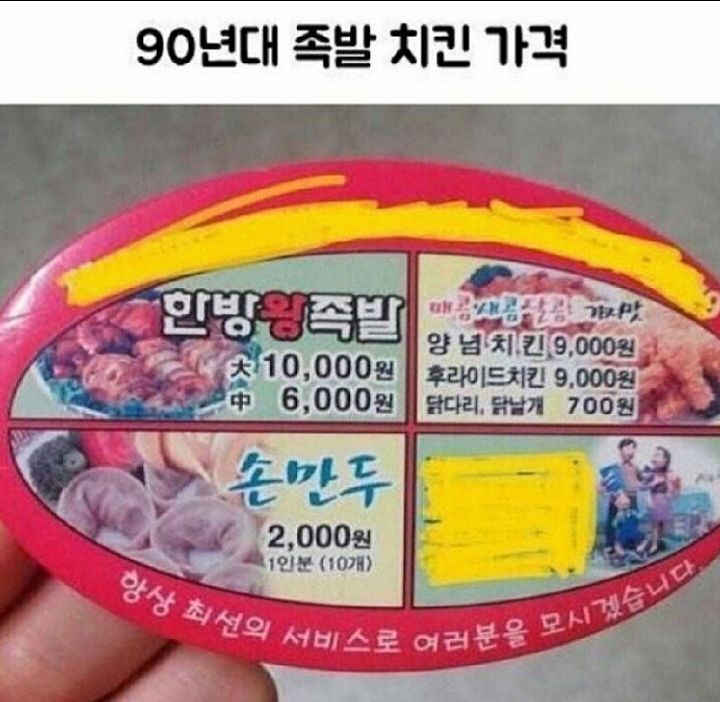 90년대 족발 치킨 가격
한방왕족발
大 10,000원
中 6,000원
매콤새콤달콤 가지맛
양념치킨 9,000원
후라이드치킨 9,000원
닭다리, 닭날개 700원
손만두
2,000원
1인분 (10개)
항상 최선의 서비스로 여러분을 모시겠습니다.